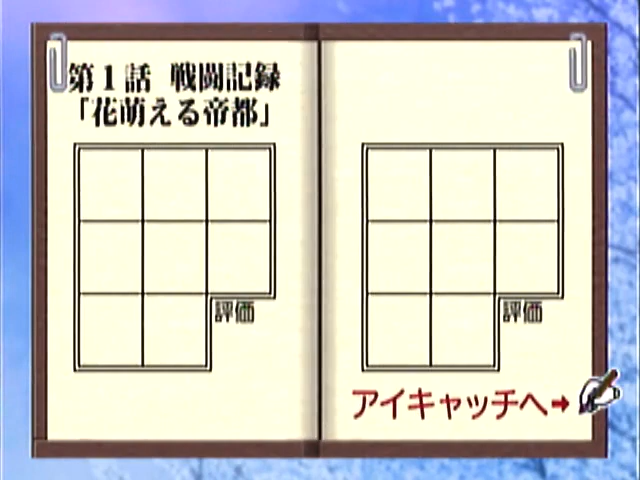 第1話 戦闘記録
「花萌える帝都」
評価
評価
アイキャッチへ➡